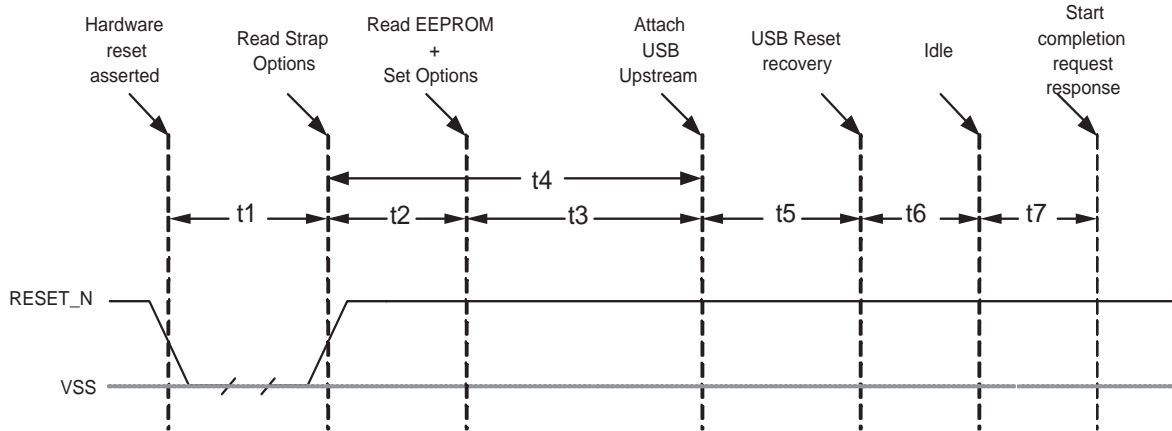 Hardware
reset
asserted
Read Strap
Options
Read EEPROM
+
Set Options
Attach
USB
Upstream
USB Reset
recovery
Idle
Start
completion
request
response
t4
t1
t2
t3
t5
t6
t7
RESET_N
VSS